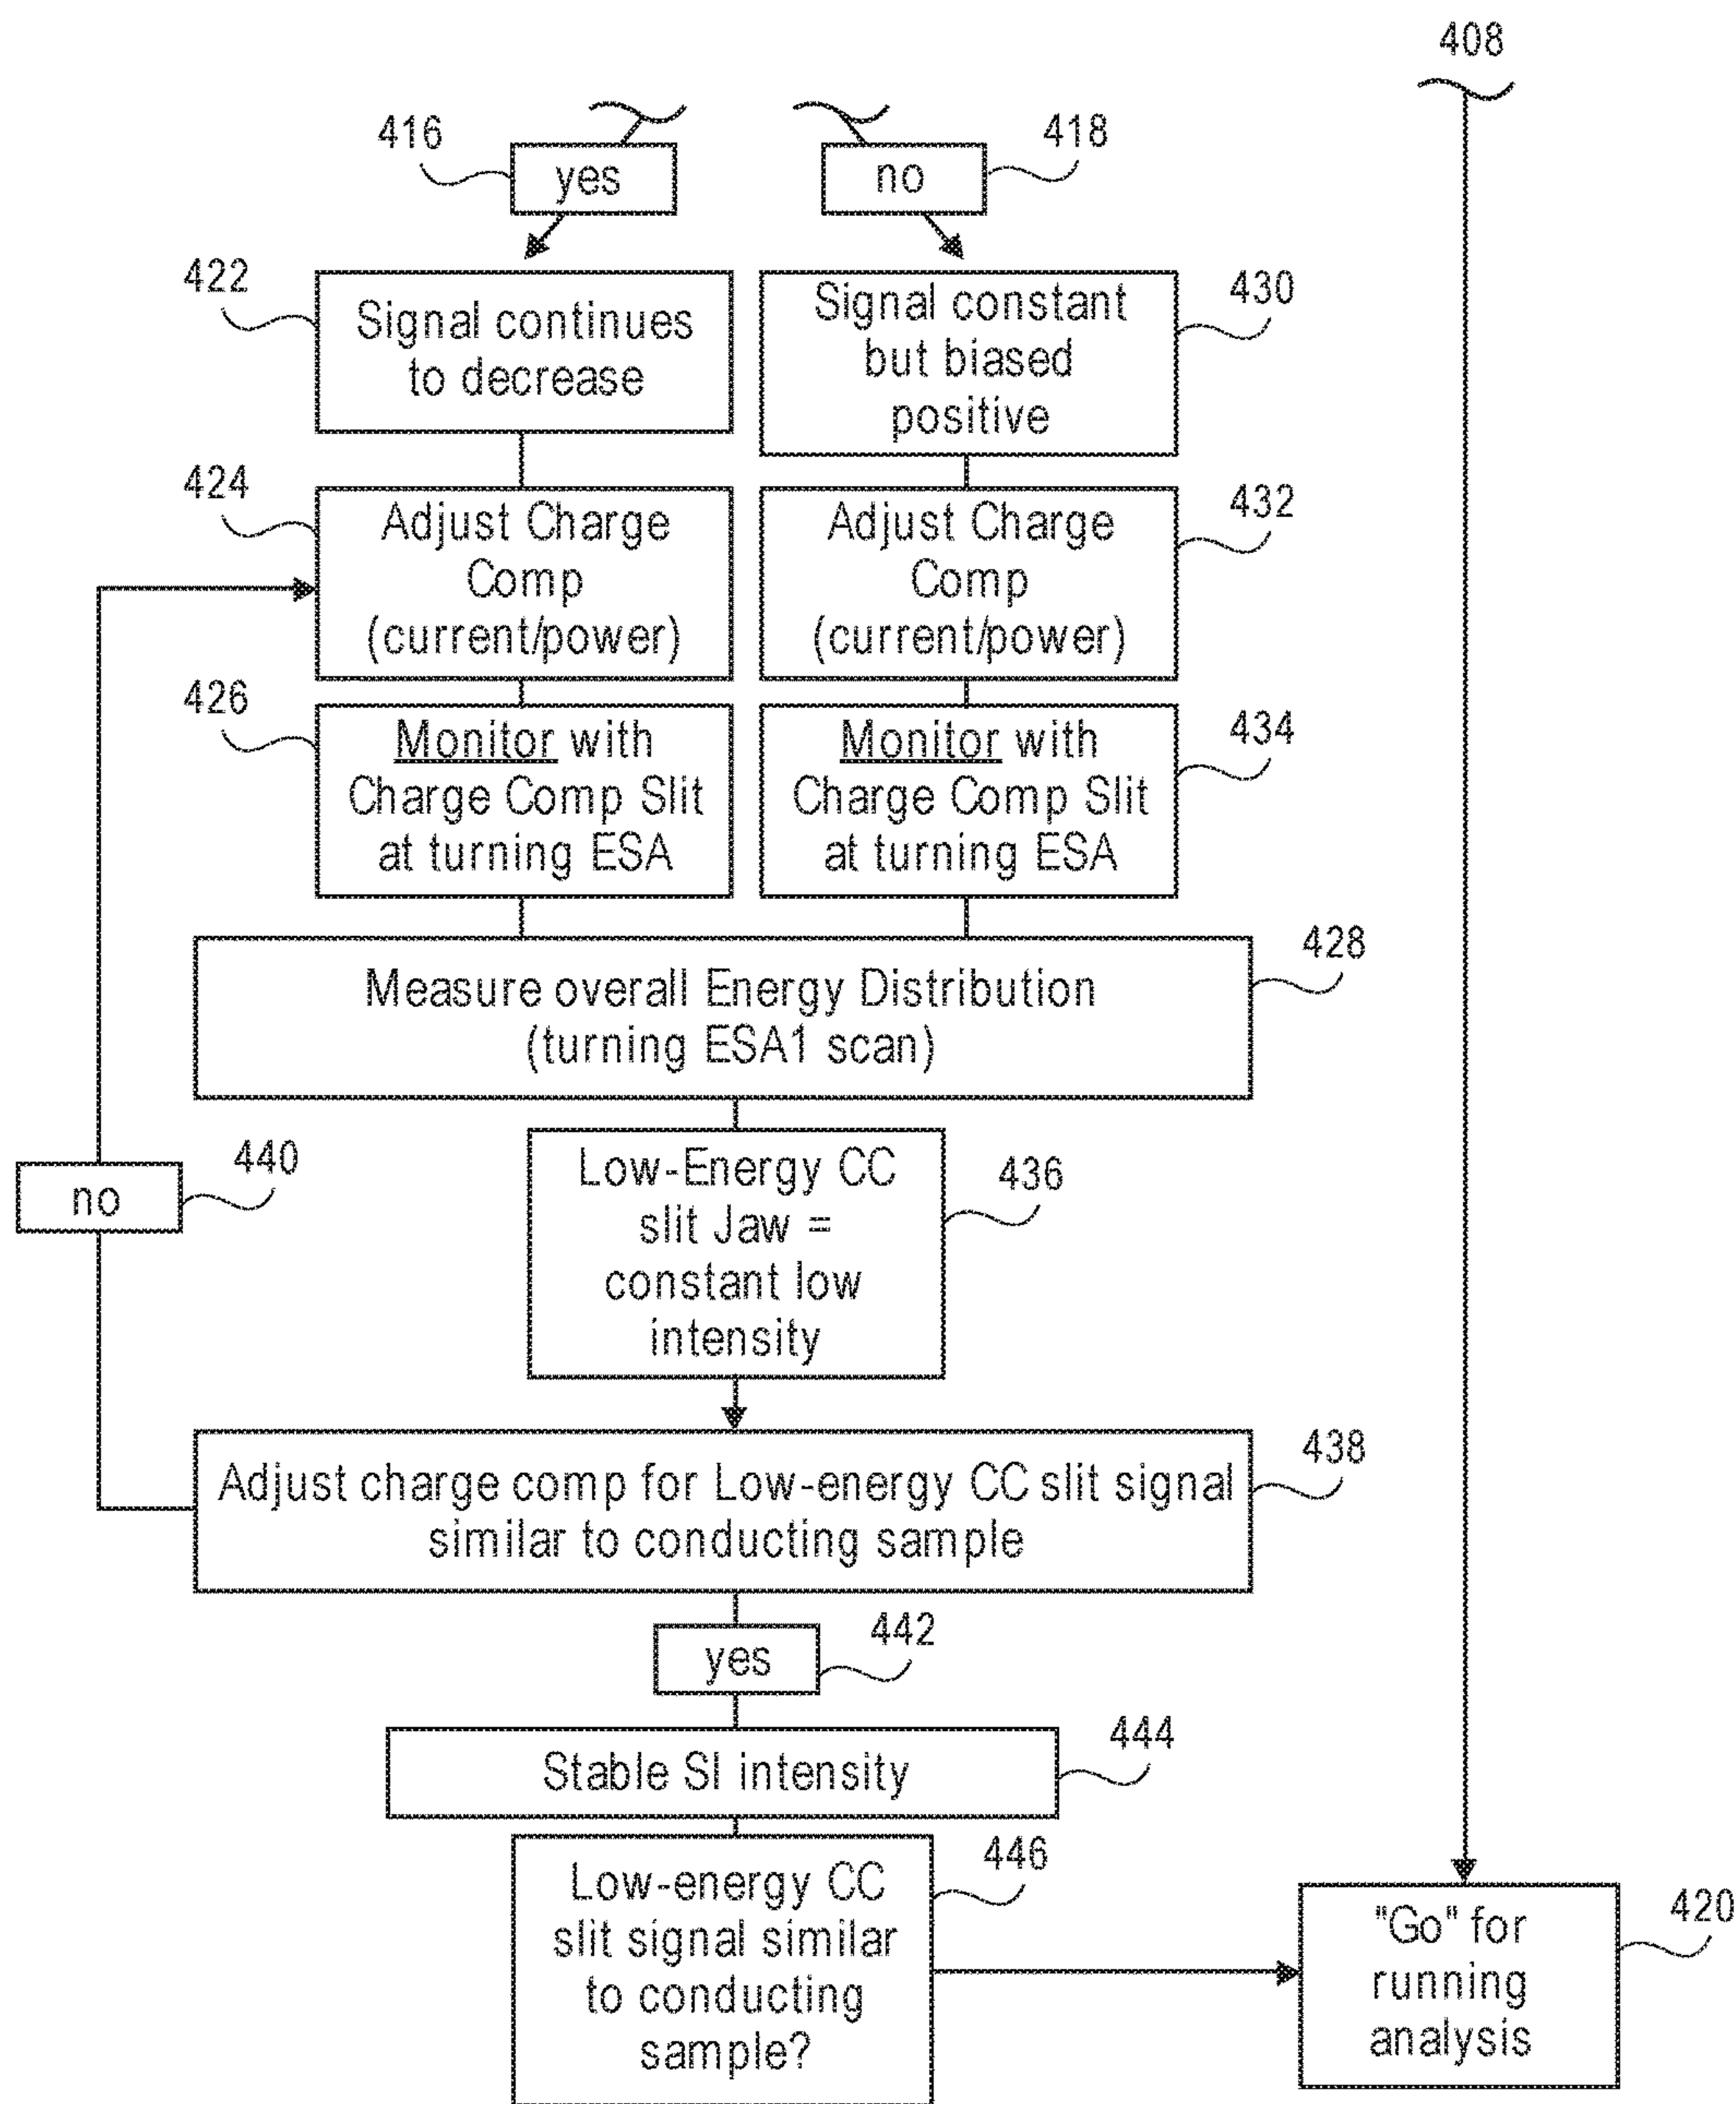 408
416
yes
no
418
422
Signal continues
to decrease
Signal constant
but biased
positive
430
424
Adjust Charge
Comp
(current/power)
Adjust Charge
Comp
(current/power)
432
426
Monitor with
Charge Comp Slit
at turning ESA
Monitor with
Charge Comp Slit
at turning ESA
434
Measure overall Energy Distribution
(turning ESA1 scan)
428
no
440
Low-Energy CC
slit Jaw =
constant low
intensity
436
Adjust charge comp for Low-energy CC slit signal
similar to conducting sample
438
yes
442
Stable SI intensity
444
Low-energy CC
slit signal similar
to conducting
sample?
446
"Go" for
running
analysis
420